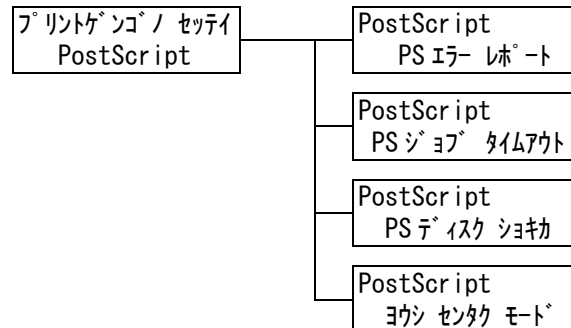 ﾌﾟﾘﾝﾄｹﾞﾝｺﾞﾉ ｾｯﾃｲ
PostScript
PostScript
PS ｴﾗｰ ﾚﾎﾟｰﾄ
PostScript
PS ｼﾞｮﾌﾞ ﾀｲﾑｱｳﾄ
PostScript
PS ﾃﾞｨｽｸ ｼｮｷｶ
PostScript
ﾖｳｼ ｾﾝﾀｸ ﾓｰﾄﾞ